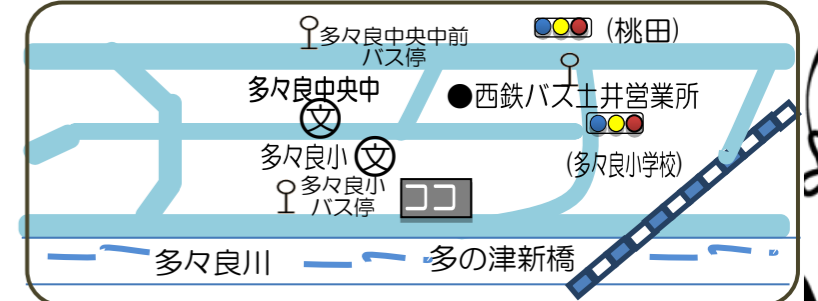 多々良中央中前
バス停
(桃田)
多々良中央中
文
●西鉄バス土井営業所
多々良小
文
(多々良小学校)
多々良小
バス停
ココ
多々良川
多の津新橋